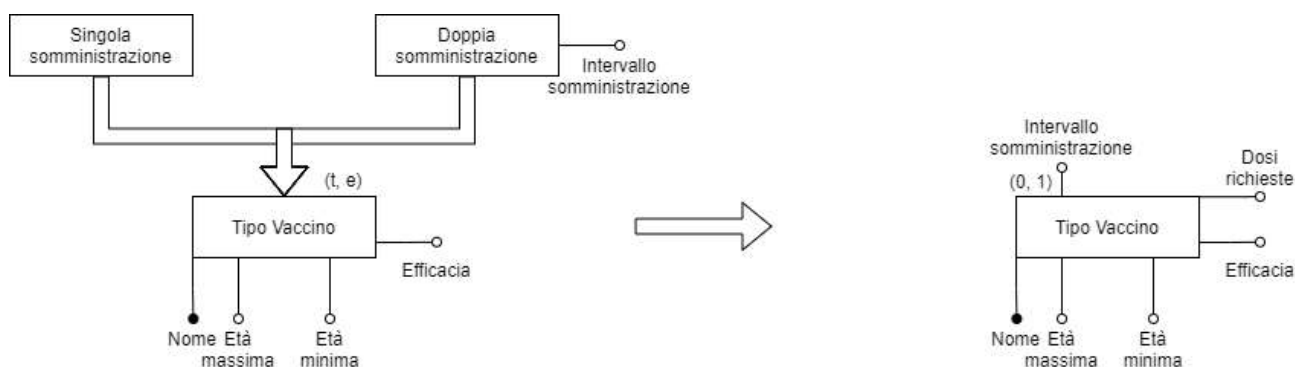 Singola
somministrazione
Doppia
somministrazione
Intervallo
somministrazione
(t, e)
Tipo Vaccino
Efficacia
Nome
Età
massima
Età
minima
Intervallo
somministrazione
(0, 1)
Dosi
richieste
Tipo Vaccino
Efficacia
Nome
Età
massima
Età
minima